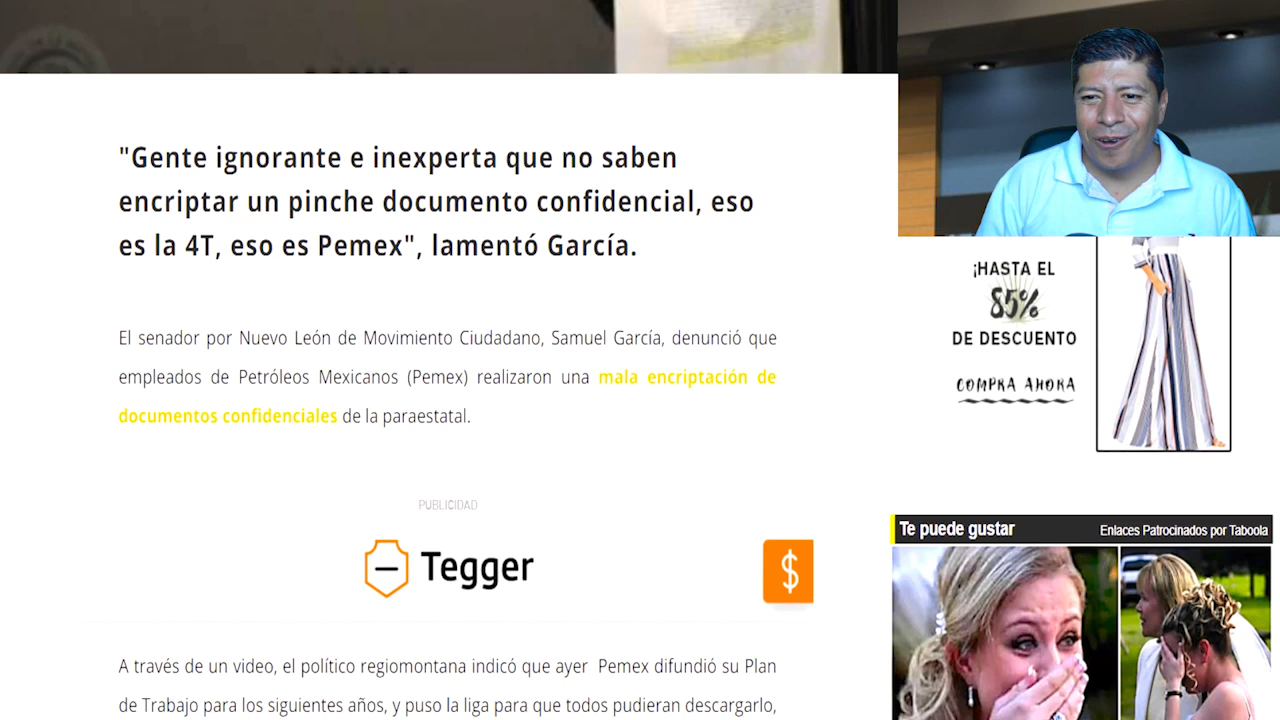 "Gente ignorante e inexperta que no saben
encriptar un pinche documento confidencial, eso
es la 4T, eso es Pemex", lamentó García.
El senador por Nuevo León de Movimiento Ciudadano, Samuel García, denunció que
empleados de Petróleos Mexicanos (Pemex) realizaron una mala encriptación de
documentos confidenciales de la paraestatal.
PUBLICIDAD
Tegger
$
A través de un video, el político regiomontana indicó que ayer Pemex difundió su Plan
de Trabajo para los siguientes años, y puso la liga para que todos pudieran descargarlo,
¡HASTA EL
85%
DE DESCUENTO
COMPRA AHORA
Te puede gustar
Enlaces Patrocinados por Taboola